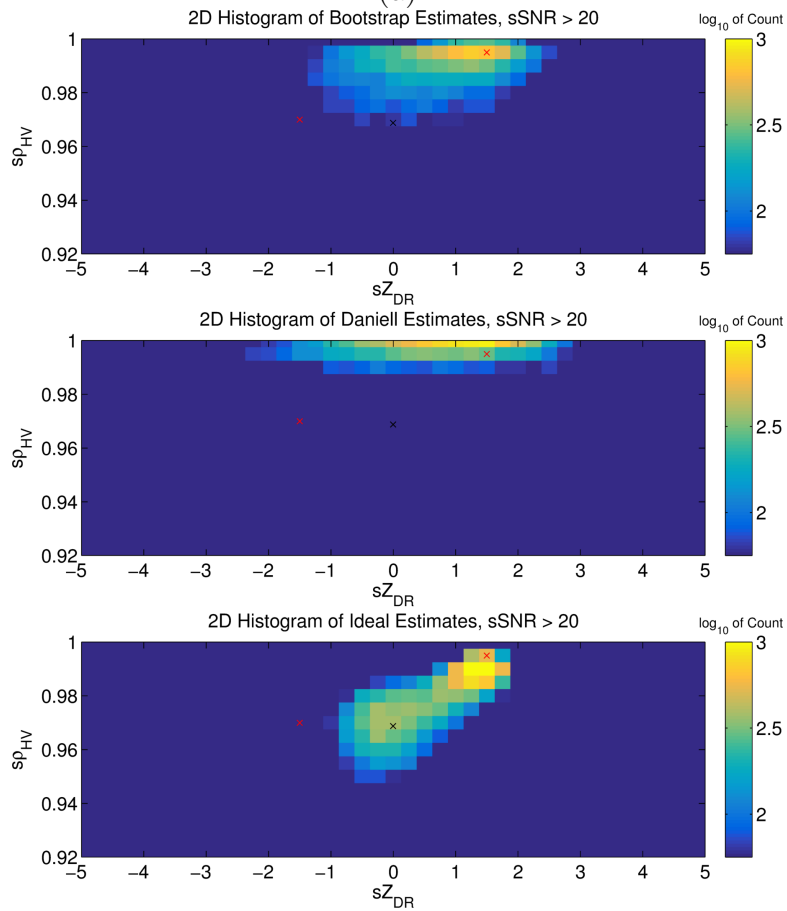 2D Histogram of Bootstrap Estimates, sSNR > 20
log10 of Count
1
0.98
0.96
0.94
0.92
sρHV
−5 −4 −3 −2 −1 0 1 2 3 4 5
sZDR
3
2.5
2
2D Histogram of Daniell Estimates, sSNR > 20
log10 of Count
1
0.98
0.96
0.94
0.92
sρHV
−5 −4 −3 −2 −1 0 1 2 3 4 5
sZDR
3
2.5
2
2D Histogram of Ideal Estimates, sSNR > 20
log10 of Count
1
0.98
0.96
0.94
0.92
sρHV
−5 −4 −3 −2 −1 0 1 2 3 4 5
sZDR
3
2.5
2